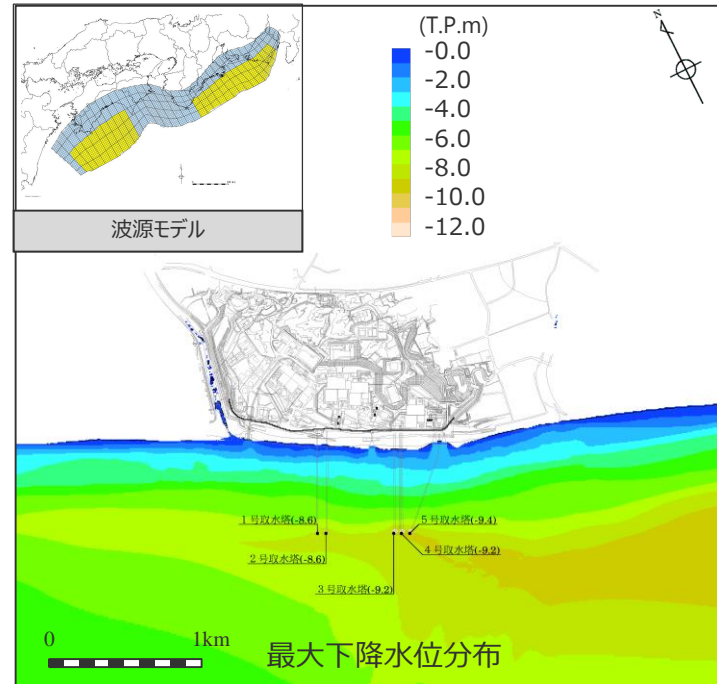 波源モデル
(T.P.m)
-0.0
-2.0
-4.0
-6.0
-8.0
-10.0
-12.0
N
1号取水塔(-8.6)
5号取水塔(-9.4)
2号取水塔(-8.6)
4号取水塔(-9.2)
3号取水塔(-9.2)
0
1km
最大下降水位分布